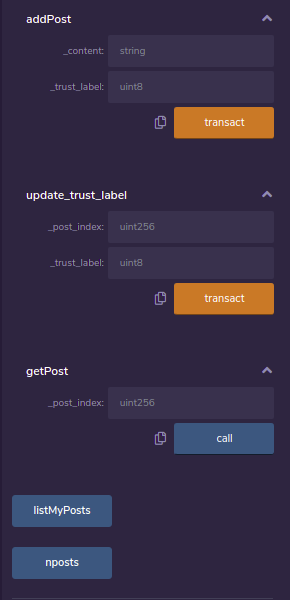 addPost
_content: string
_trust_label: uint8
transact
update_trust_label
_post_index: uint256
_trust_label: uint8
transact
getPost
_post_index: uint256
call
listMyPosts
nposts